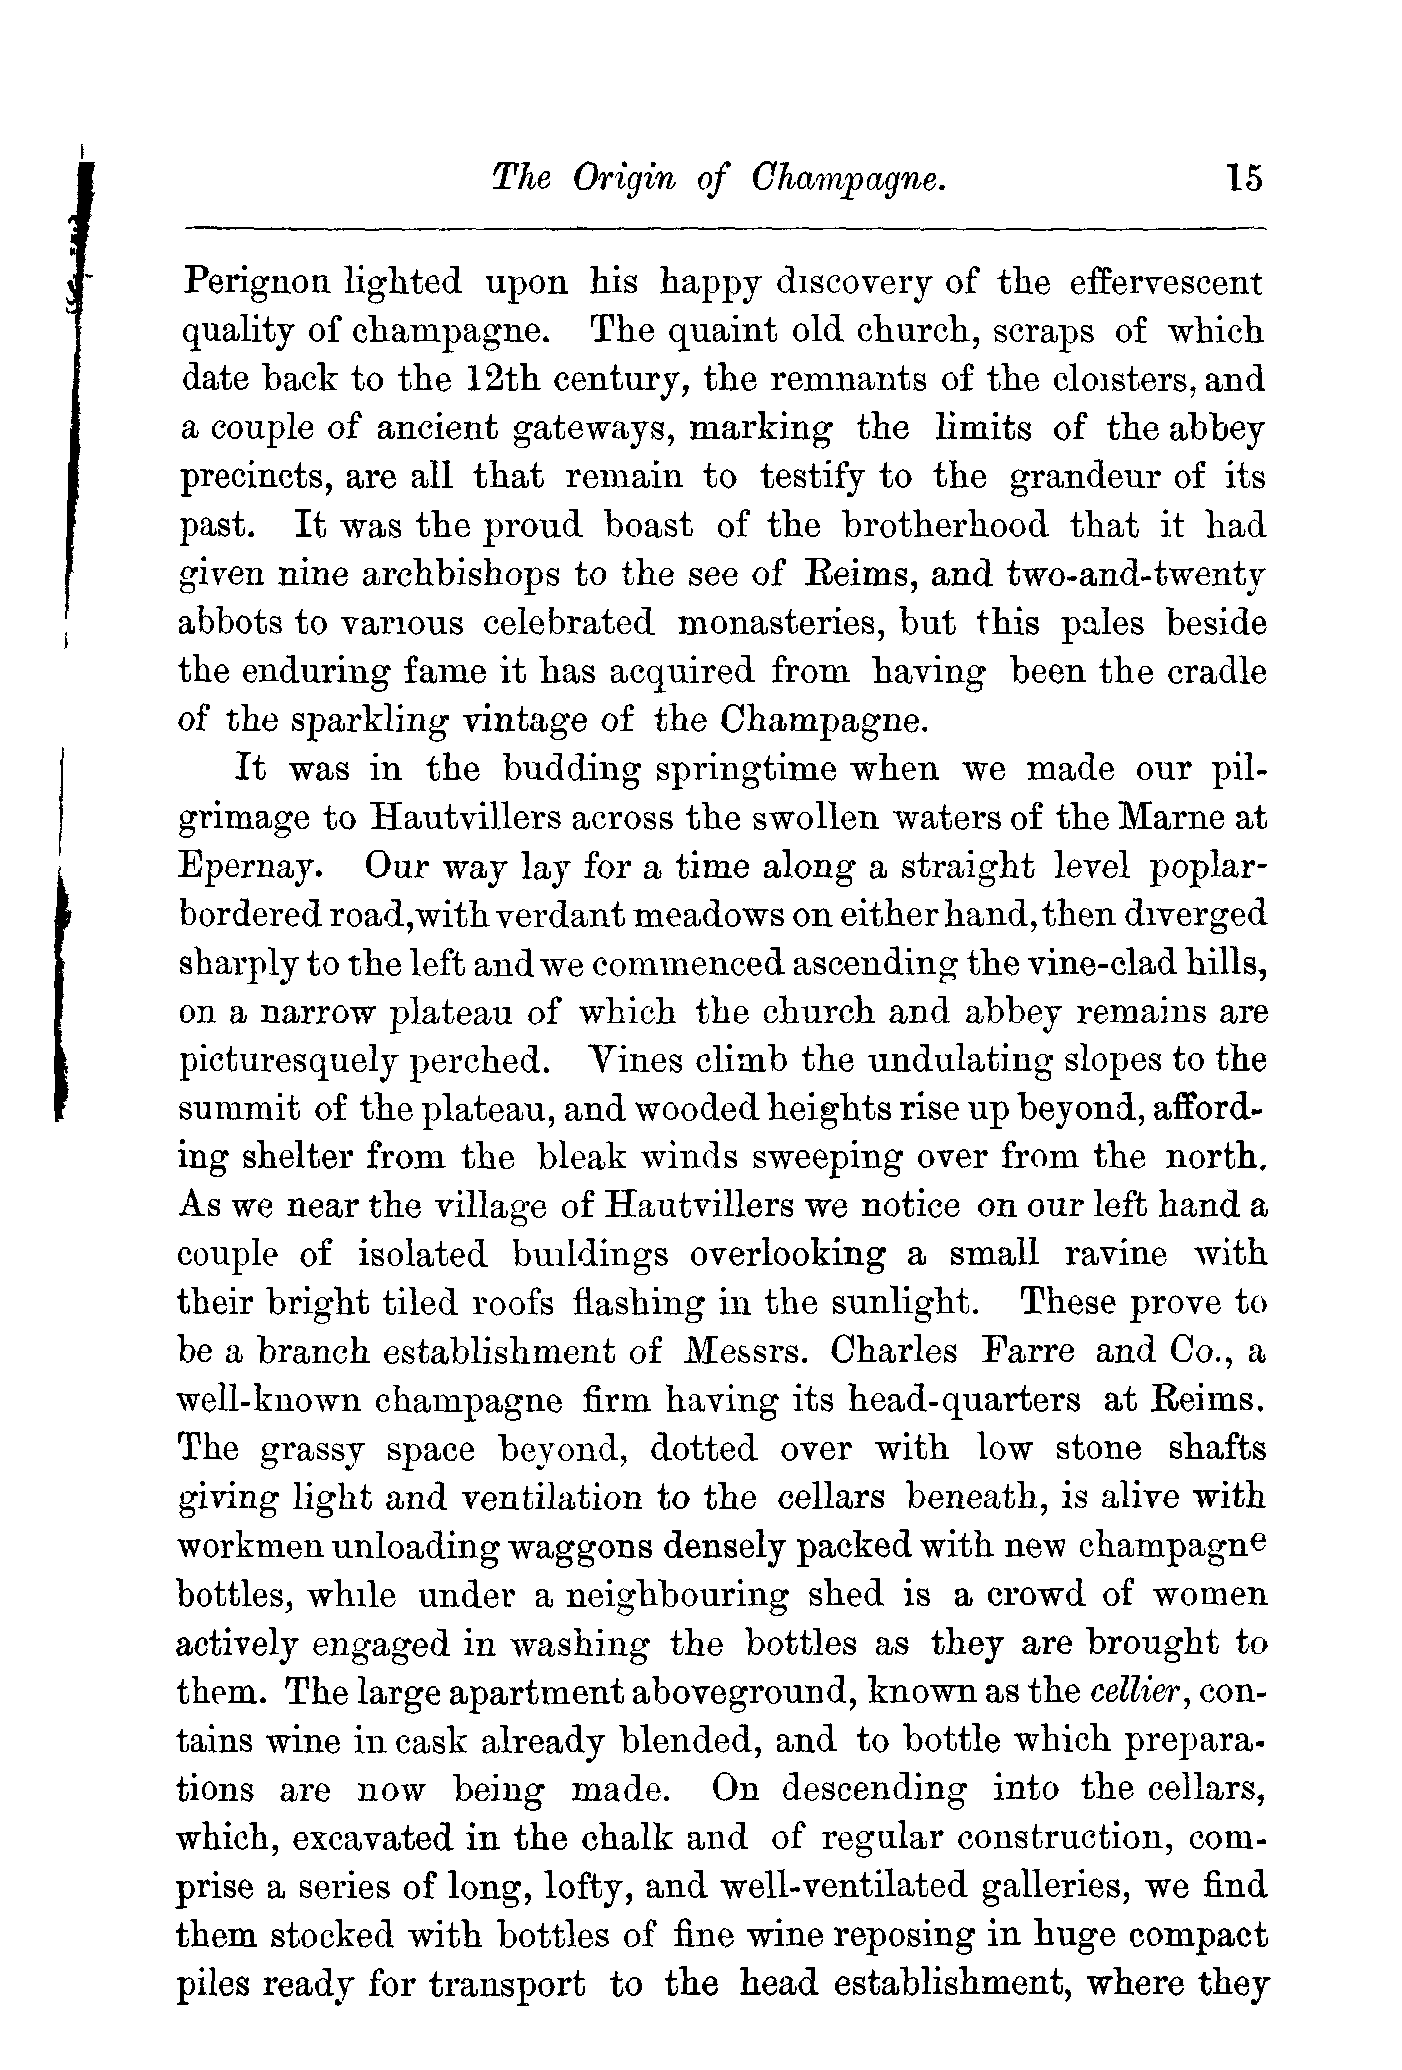 The Origin of Champagne. 15
Perignon lighted upon his happy discovery of the effervescent
quality of champagne. The quaint old church, scraps of which
date back to the 12th century, the remnants of the cloisters, and
a couple of ancient gateways, marking the limits of the abbey
precincts, are all that remain to testify to the grandeur of its
past. It was the proud boast of the brotherhood that it had
given nine archbishops to the see of Reims, and two-and-twenty
abbots to various celebrated monasteries, but this pales beside
the enduring fame it has acquired from having been the cradle
of the sparkling vintage of the Champagne.
It was in the budding springtime when we made our pil-
grimage to Hautvillers across the swollen waters of the Marne at
Epernay. Our way lay for a time along a straight level poplar-
bordered road, with verdant meadows on either hand, then diverged
sharply to the left and we commenced ascending the vine-clad hills,
on a narrow plateau of which the church and abbey remains are
picturesquely perched. Vines climb the undulating slopes to the
summit of the plateau, and wooded heights rise up beyond, afford-
ing shelter from the bleak winds sweeping over from the north.
As we near the village of Hautvillers we notice on our left hand a
couple of isolated buildings overlooking a small ravine with
their bright tiled roofs flashing in the sunlight. These prove to
be a branch establishment of Messrs. Charles Farre and Co., a
well-known champagne firm having its head-quarters at Reims.
The grassy space beyond, dotted over with low stone shafts
giving light and ventilation to the cellars beneath, is alive with
workmen unloading waggons densely packed with new champagne
bottles, while under a neighbouring shed is a crowd of women
actively engaged in washing the bottles as they are brought to
them. The large apartment aboveground, known as the cellier, con-
tains wine in cask already blended, and to bottle which prepara-
tions are now being made. On descending into the cellars,
which, excavated in the chalk and of regular construction, com-
prise a series of long, lofty, and well-ventilated galleries, we find
them stocked with bottles of fine wine reposing in huge compact
piles ready for transport to the head establishment, where they